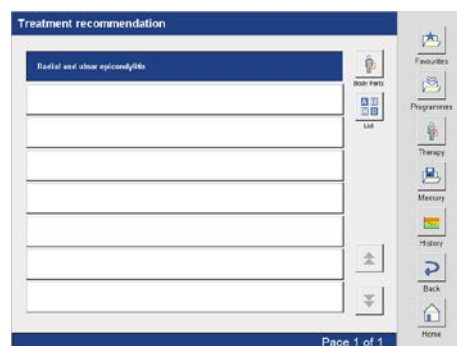 Treatment recommendation
Radial and ulnar epicondylitis
Body Parts
List
Favourites
Programmes
Therapy
Memory
History
Back
Home
Page 1 of 1